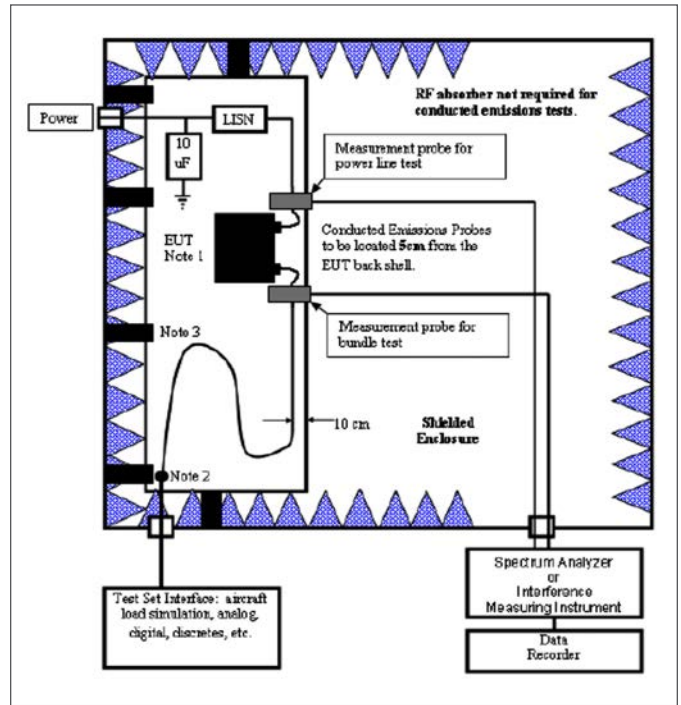 RF absorber not required for
conducted emissions tests.
Power
LISN
10
uF
Measurement probe for
power line test
EUT
Note 1
Conducted Emissions Probes
to be located 5cm from the
EUT back shell.
Note 3
Measurement probe for
bundle test
10 cm
Shielded
Enclosure
Note 2
Test Set Interface: aircraft
load simulation, analog,
digital, discretes, etc.
Spectrum Analyzer
or
Interference
Measuring Instrument
Data
Recorder